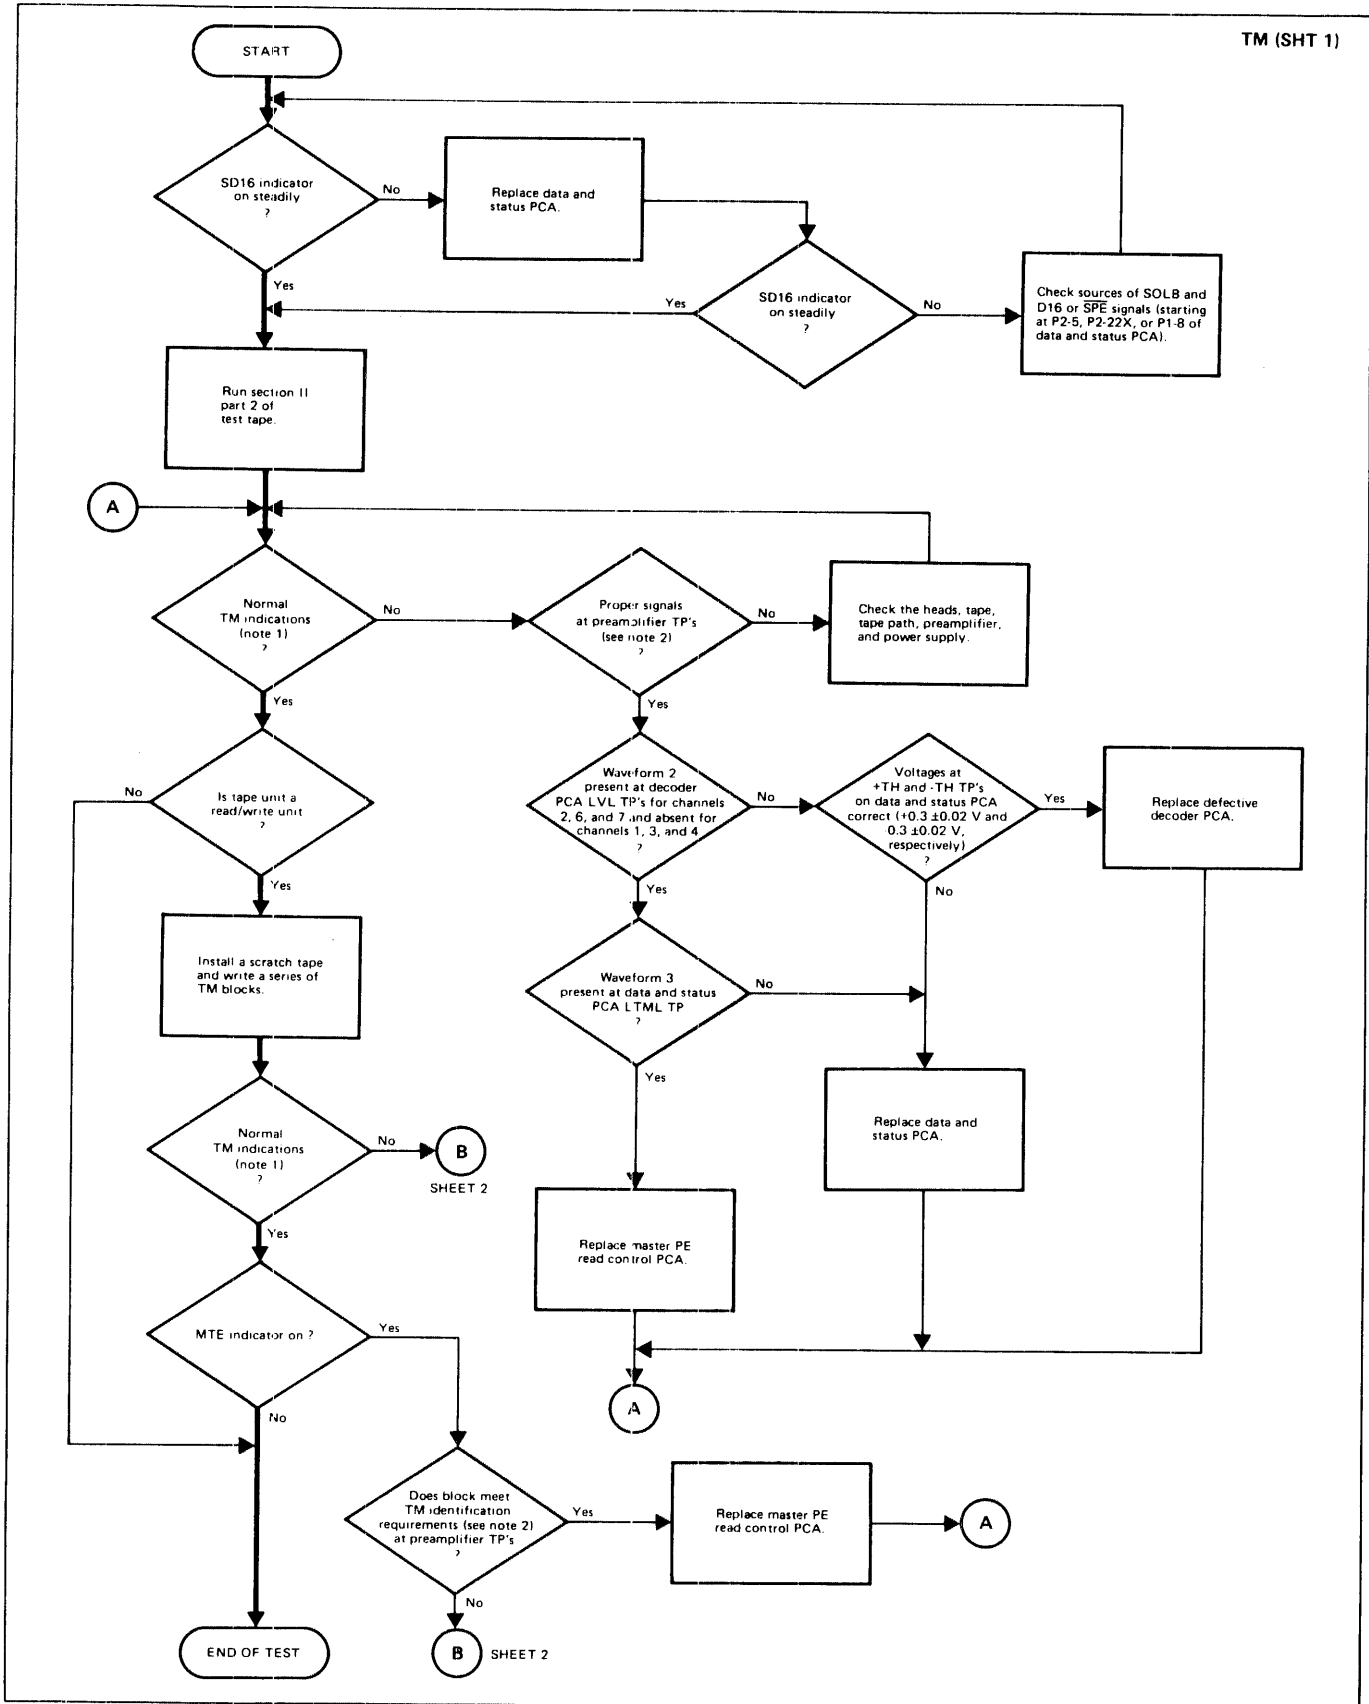 TM (SHT 1)
START
SD16 indicator
on steadily
?
No
Replace data and
status PCA.
Yes
SD16 indicator
on steadily
?
Yes
No
Check sources of SOLB and
D16 or SPE signals (starting
at P2-5, P2-22X, or P1-8 of
data and status PCA).
Run section II
part 2 of
test tape.
A
Normal
TM indications
(note 1)
?
No
Proper signals
at preamplifier TP's
(see note 2)
?
No
Check the heads, tape,
tape path, preamplifier,
and power supply.
Yes
Yes
Is tape unit a
read/write unit
?
No
Waveform 2
present at decoder
PCA LVL TP's for channels
2, 6, and 7 and absent for
channels 1, 3, and 4
?
No
Voltages at
+TH and -TH TP's
on data and status PCA
correct (+0.3 ±0.02 V and
0.3 ±0.02 V,
respectively)
?
Yes
Replace defective
decoder PCA.
Yes
Yes
No
Install a scratch tape
and write a series of
TM blocks.
Waveform 3
present at data and status
PCA LTML TP
?
No
Yes
Replace data and
status PCA.
Normal
TM indications
(note 1)
?
No
B
SHEET 2
Yes
Replace master PE
read control PCA.
MTE indicator on ?
Yes
A
No
Does block meet
TM identification
requirements (see note 2)
at preamplifier TP's
?
Yes
Replace master PE
read control PCA.
A
No
END OF TEST
B
SHEET 2